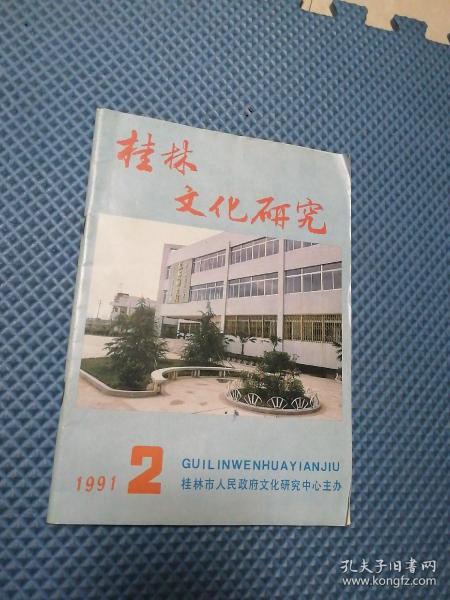 桂林
文化研究
1991 2
GUILINWENHUAYIANJIU
桂林市人民政府文化研究中心主办
孔夫子旧书网
www.kongfz.com